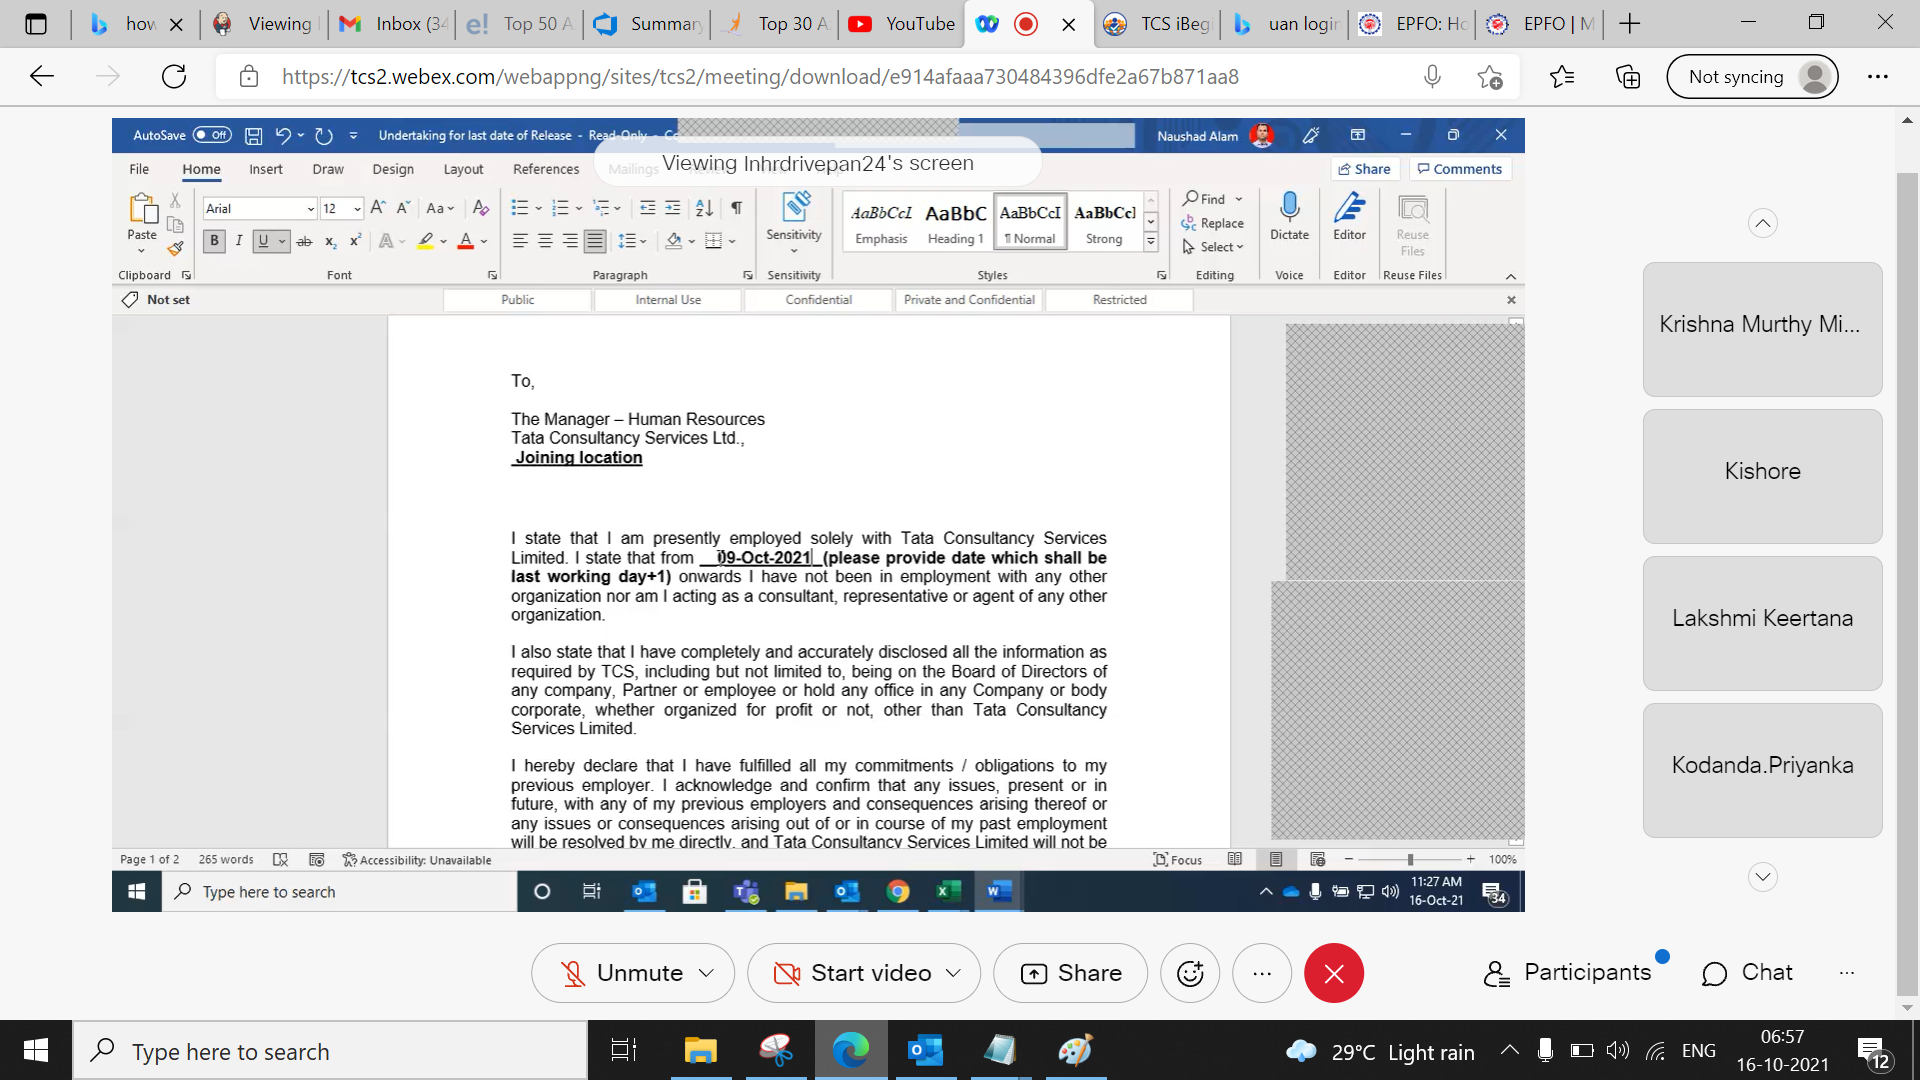 how
Viewing
Inbox (34
Top 50 A
Summary
Top 30 A
YouTube
TCS iBegi
uan login
EPFO: Ho
EPFO | M
https://tcs2.webex.com/webappng/sites/tcs2/meeting/download/e914afaaa730484396dfe2a67b871aa8
Not syncing
AutoSave Off
Undertaking for last date of Release - Read-Only -
Naushad Alam
Viewing Inhrdrivepan24's screen
File Home Insert Draw Design Layout References Mailings
Share Comments
Paste
Arial 12
Sensitivity
AaBbCcI AaBbC AaBbCcI AaBbCcl
Emphasis Heading 1 ¶ Normal Strong
Find
Replace
Select
Dictate
Editor
Reuse
Files
Clipboard Font Paragraph Sensitivity Styles Editing Voice Editor Reuse Files
Not set Public Internal Use Confidential Private and Confidential Restricted
To,
The Manager – Human Resources
Tata Consultancy Services Ltd.,
Joining location
I state that I am presently employed solely with Tata Consultancy Services
Limited. I state that from __09-Oct-2021_ (please provide date which shall be
last working day+1) onwards I have not been in employment with any other
organization nor am I acting as a consultant, representative or agent of any other
organization.
I also state that I have completely and accurately disclosed all the information as
required by TCS, including but not limited to, being on the Board of Directors of
any company, Partner or employee or hold any office in any Company or body
corporate, whether organized for profit or not, other than Tata Consultancy
Services Limited.
I hereby declare that I have fulfilled all my commitments / obligations to my
previous employer. I acknowledge and confirm that any issues, present or in
future, with any of my previous employers and consequences arising thereof or
any issues or consequences arising out of or in course of my past employment
will be resolved by me directly, and Tata Consultancy Services Limited will not be
Page 1 of 2 265 words Accessibility: Unavailable Focus 100%
Type here to search
11:27 AM
16-Oct-21
34
Krishna Murthy Mi...
Kishore
Lakshmi Keertana
Kodanda.Priyanka
Unmute Start video Share Participants Chat
Type here to search
29°C Light rain
ENG
06:57
16-10-2021
12